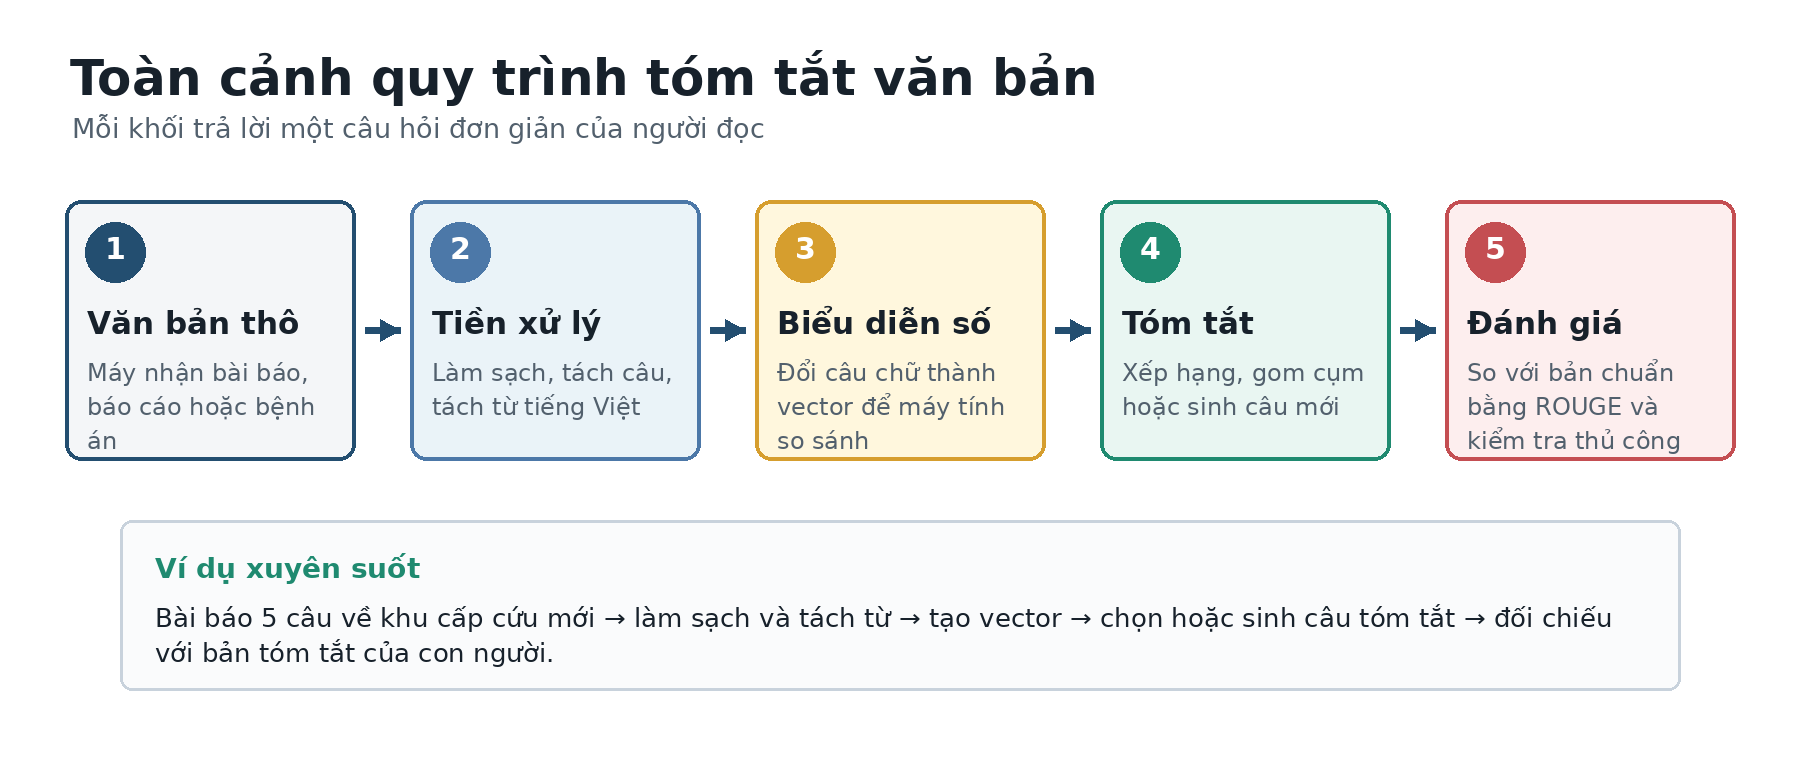 Toàn cảnh quy trình tóm tắt văn bản
Mỗi khối trả lời một câu hỏi đơn giản của người đọc
1
Văn bản thô
Máy nhận bài báo,
báo cáo hoặc bệnh
án
2
Tiền xử lý
Làm sạch, tách câu,
tách từ tiếng Việt
3
Biểu diễn số
Đổi câu chữ thành
vector để máy tính
so sánh
4
Tóm tắt
Xếp hạng, gom cụm
hoặc sinh câu mới
5
Đánh giá
So với bản chuẩn
bằng ROUGE và
kiểm tra thủ công
Ví dụ xuyên suốt
Bài báo 5 câu về khu cấp cứu mới → làm sạch và tách từ → tạo vector → chọn hoặc sinh câu tóm tắt → đối chiếu
với bản tóm tắt của con người.